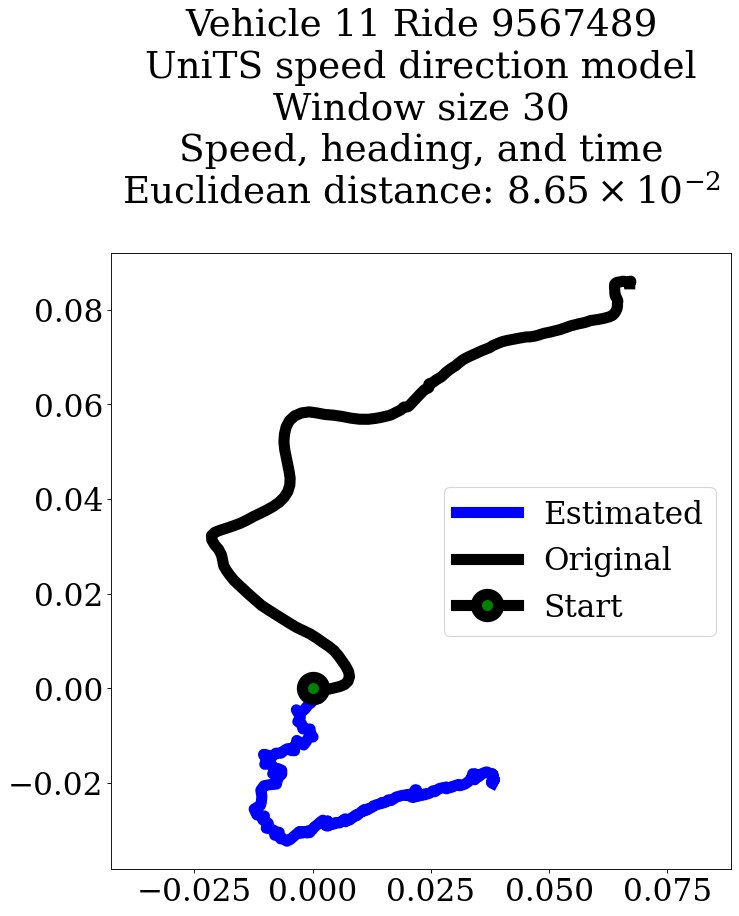 Vehicle 11 Ride 9567489
UniTS speed direction model
Window size 30
Speed, heading, and time
Euclidean distance: 8.65 × 10⁻²
0.08
0.06
0.04
0.02
0.00
−0.02
Estimated
Original
Start
−0.025 0.000 0.025 0.050 0.075